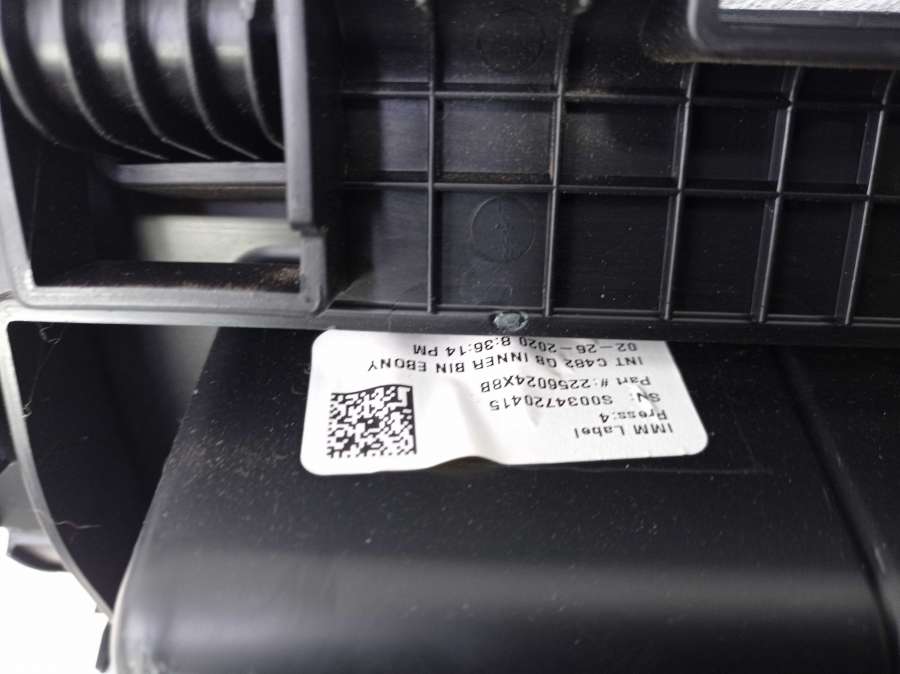 IMM Label
Press:4
SN: S0034720415
Part #:2256024X8B
INT C482 GB INNER BIN EBONY
02-26-2020 8:36:14 PM